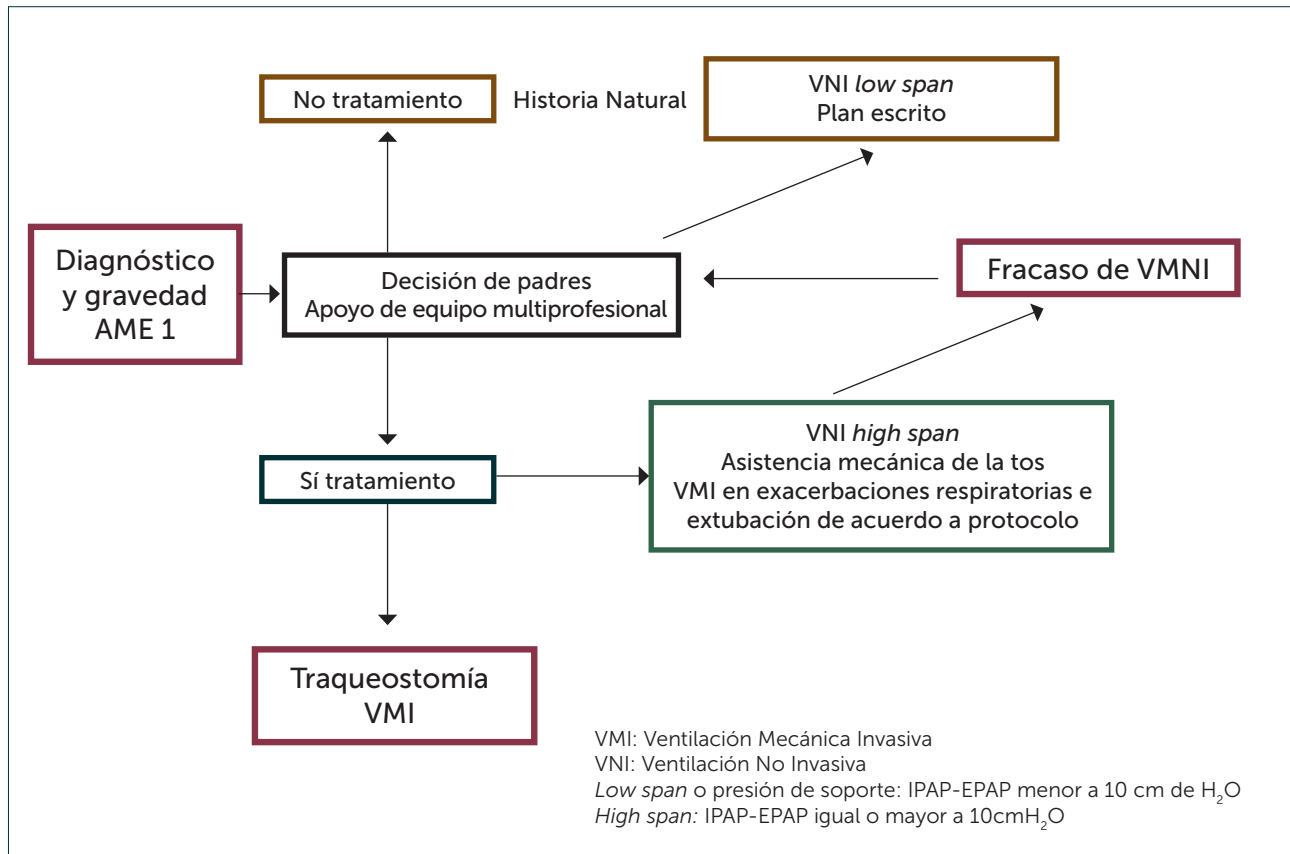 No tratamiento
Historia Natural
VNI low span
Plan escrito
Diagnóstico
y gravedad
AME 1
Decisión de padres
Apoyo de equipo multiprofesional
Fracaso de VMNI
Sí tratamiento
VNI high span
Asistencia mecánica de la tos
VMI en exacerbaciones respiratorias e
extubación de acuerdo a protocolo
Traqueostomía
VMI
VMI: Ventilación Mecánica Invasiva
VNI: Ventilación No Invasiva
Low span o presión de soporte: IPAP-EPAP menor a 10 cm de H₂O
High span: IPAP-EPAP igual o mayor a 10cmH₂O